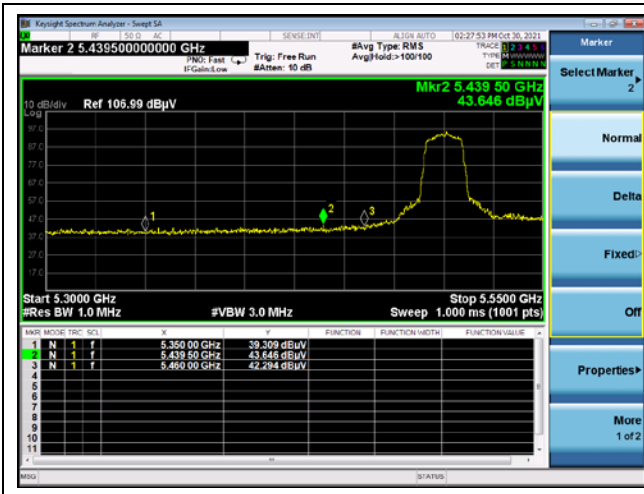 Keysight Spectrum Analyzer - Swept SA
RF 50 Ω AC SENSE:INT ALIGN AUTO 02:27:53 PM Oct 30, 2021
Marker 2 5.439500000000 GHz
PNO: Fast
IFGain:Low
Trig: Free Run
#Atten: 10 dB
#Avg Type: RMS
Avg|Hold:>100/100
TRACE 1 2 3 4 5 6
TYPE M W W W W W
DET P S N N N N
Mkr2 5.439 50 GHz
43.646 dBµV
10 dB/div Ref 106.99 dBµV
Log
97.0
87.0
77.0
67.0
57.0
47.0
37.0
27.0
17.0
1
2
3
Start 5.3000 GHz Stop 5.5500 GHz
#Res BW 1.0 MHz #VBW 3.0 MHz Sweep 1.000 ms (1001 pts)
MKR MODE TRC SCL X Y FUNCTION FUNCTION WIDTH FUNCTION VALUE
1 N 1 f 5.350 00 GHz 39.309 dBµV
2 N 1 f 5.439 50 GHz 43.646 dBµV
3 N 1 f 5.460 00 GHz 42.294 dBµV
4
5
6
7
8
9
10
11
MSG STATUS
Marker
Select Marker
2
Normal
Delta
Fixed
Off
Properties
More
1 of 2